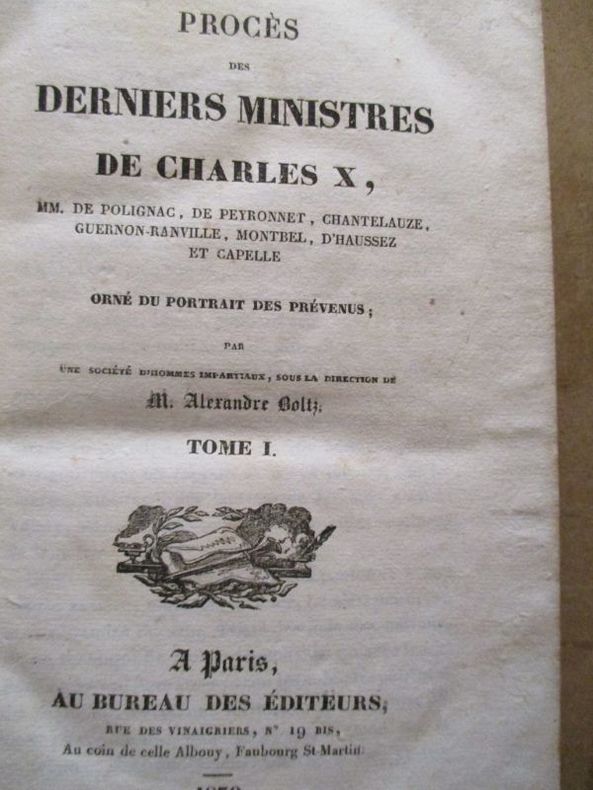 PROCÈS
DES
DERNIERS MINISTRES
DE CHARLES X,
MM. DE POLIGNAC, DE PEYRONNET, CHANTELAUZE,
GUERNON-RANVILLE, MONTBEL, D'HAUSSEZ
ET CAPELLE
ORNÉ DU PORTRAIT DES PRÉVENUS;
PAR
UNE SOCIÉTÉ D'HOMMES IMPARTIAUX, SOUS LA DIRECTION DE
M. Alexandre Boltz.
TOME I.
A Paris,
AU BUREAU DES ÉDITEURS,
RUE DES VINAIGRIERS, N° 19 BIS,
Au coin de celle Albouy, Faubourg St-Martin.